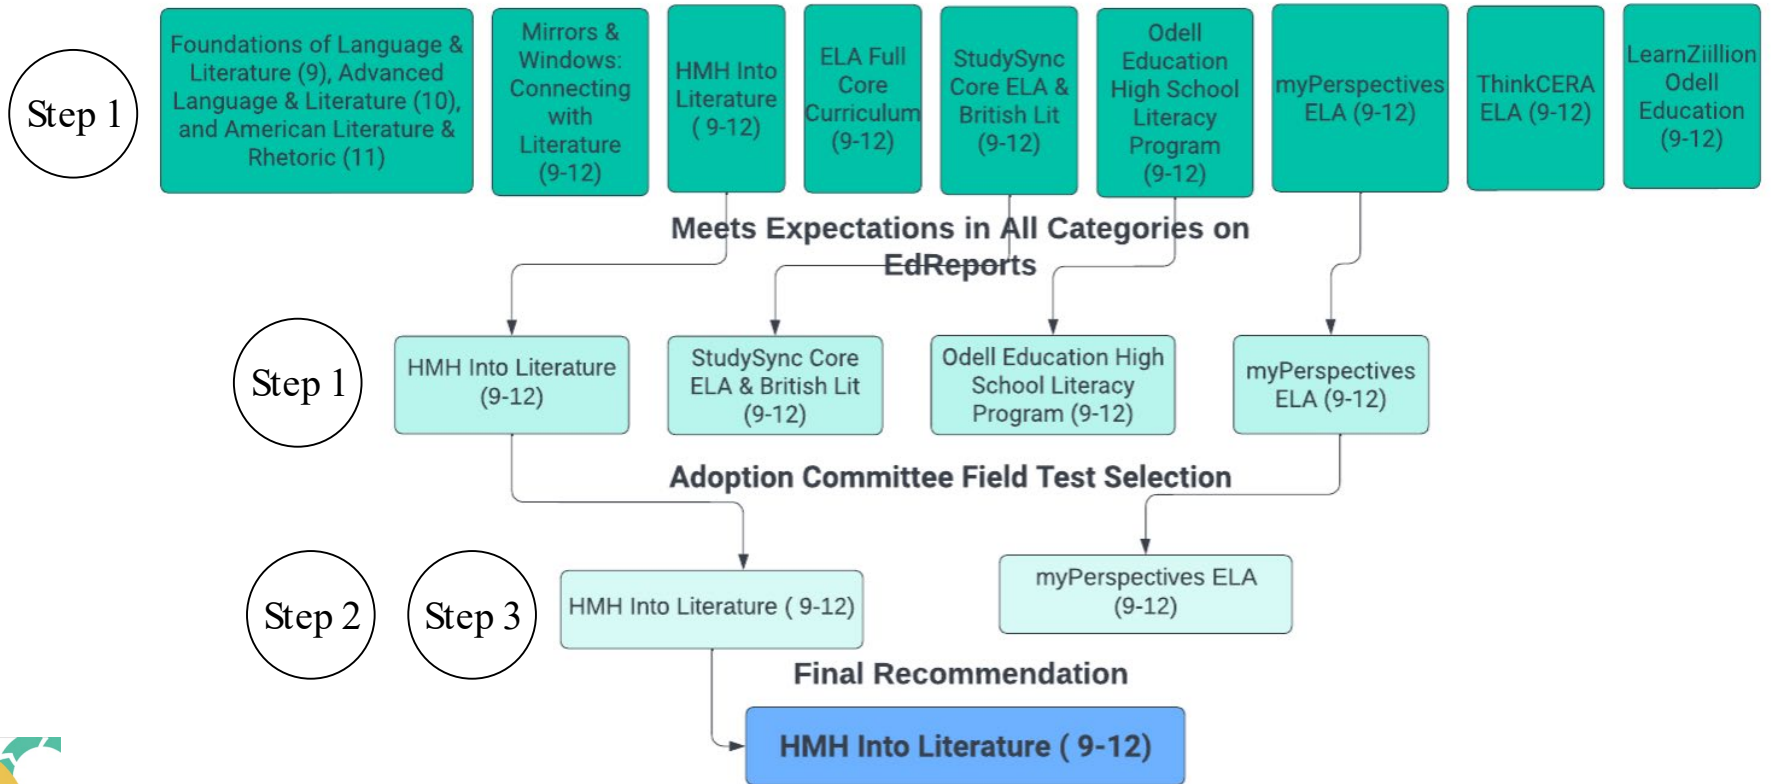 Step 1
Foundations of Language &
Literature (9), Advanced
Language & Literature (10),
and American Literature &
Rhetoric (11)
Mirrors &
Windows:
Connecting
with
Literature
(9-12)
HMH Into
Literature
( 9-12)
ELA Full
Core
Curriculum
(9-12)
StudySync
Core ELA &
British Lit
(9-12)
Odell
Education
High School
Literacy
Program
(9-12)
myPerspectives
ELA (9-12)
ThinkCERA
ELA (9-12)
LearnZiillion
Odell
Education
(9-12)
Meets Expectations in All Categories on
EdReports
Step 1
HMH Into Literature
(9-12)
StudySync Core
ELA & British Lit
(9-12)
Odell Education High
School Literacy
Program (9-12)
myPerspectives
ELA (9-12)
Adoption Committee Field Test Selection
Step 2
Step 3
HMH Into Literature ( 9-12)
myPerspectives ELA
(9-12)
Final Recommendation
HMH Into Literature ( 9-12)